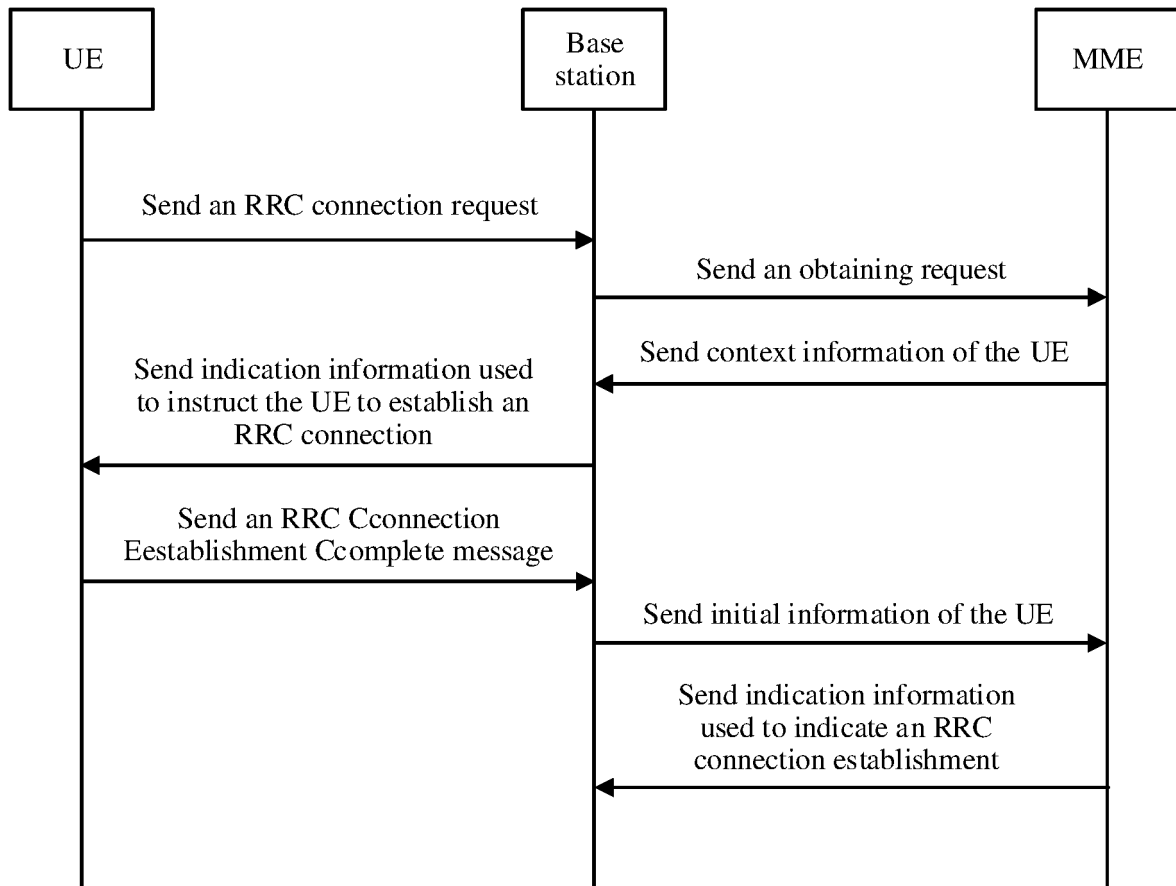 UE
Base
station
MME
Send an RRC connection request
Send an obtaining request
Send context information of the UE
Send indication information used
to instruct the UE to establish an
RRC connection
Send an RRC Cconnection
Eestablishment Ccomplete message
Send initial information of the UE
Send indication information
used to indicate an RRC
connection establishment